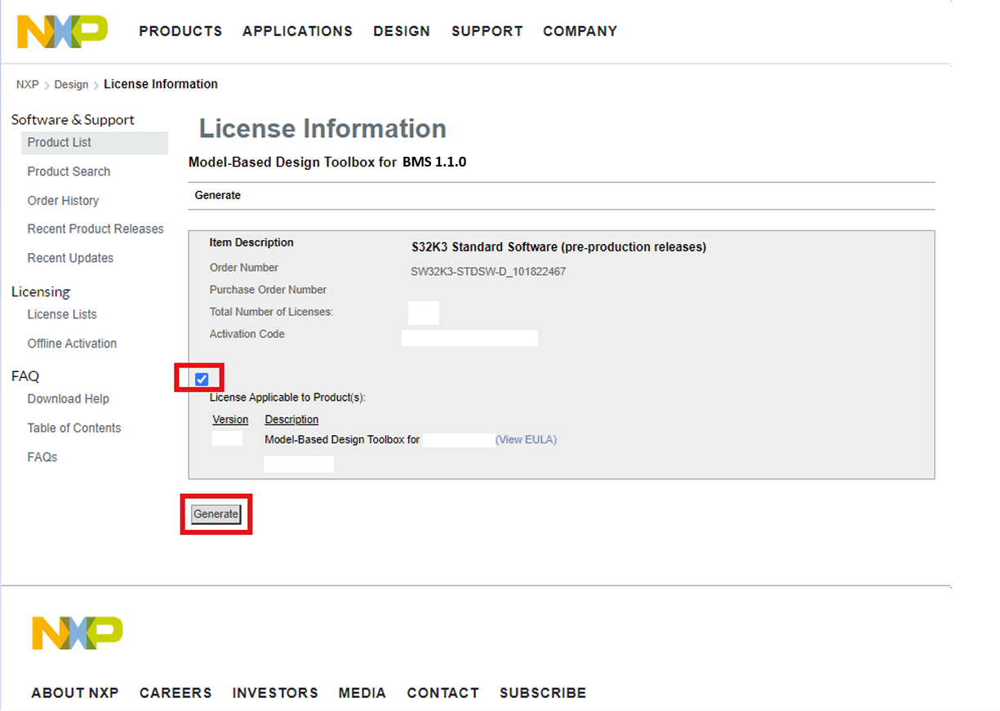 NXP
PRODUCTS APPLICATIONS DESIGN SUPPORT COMPANY
NXP > Design > License Information
Software & Support
Product List
Product Search
Order History
Recent Product Releases
Recent Updates
Licensing
License Lists
Offline Activation
FAQ
Download Help
Table of Contents
FAQs
License Information
Model-Based Design Toolbox for BMS 1.1.0
Generate
Item Description S32K3 Standard Software (pre-production releases)
Order Number SW32K3-STDSW-D_101822467
Purchase Order Number
Total Number of Licenses:
Activation Code
License Applicable to Product(s):
Version Description
Model-Based Design Toolbox for (View EULA)
Generate
NXP
ABOUT NXP CAREERS INVESTORS MEDIA CONTACT SUBSCRIBE